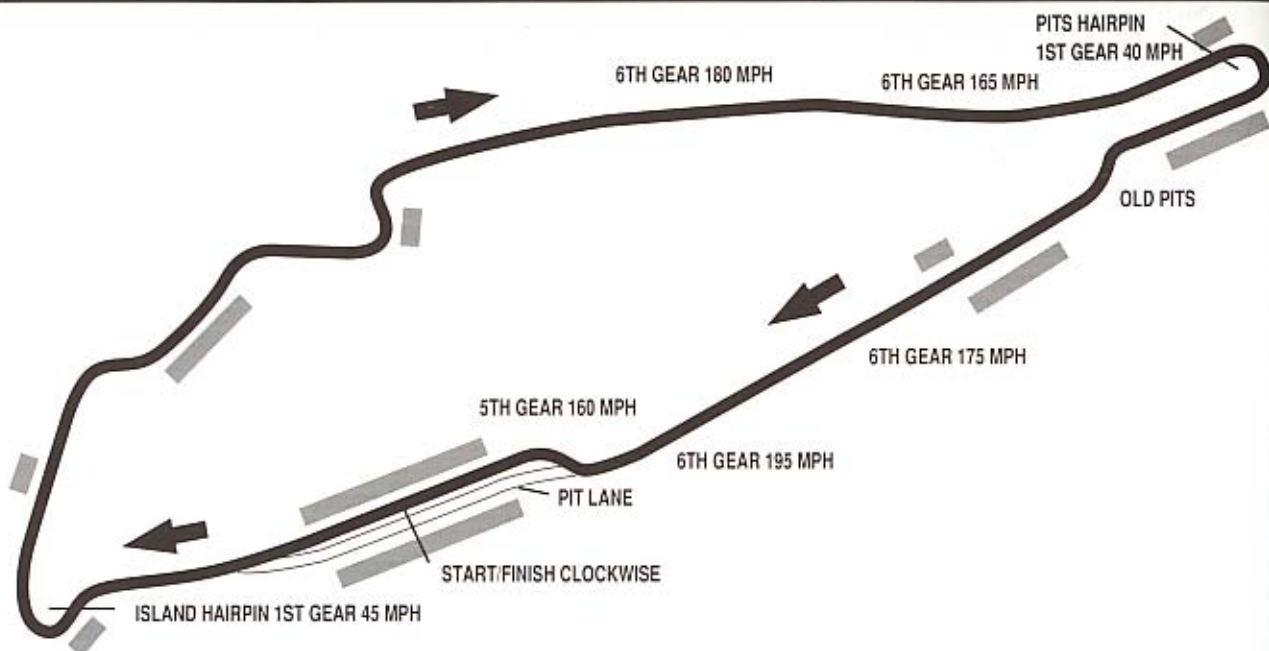 PITS HAIRPIN
1ST GEAR 40 MPH
6TH GEAR 180 MPH
6TH GEAR 165 MPH
OLD PITS
6TH GEAR 175 MPH
5TH GEAR 160 MPH
6TH GEAR 195 MPH
PIT LANE
START/FINISH CLOCKWISE
ISLAND HAIRPIN 1ST GEAR 45 MPH